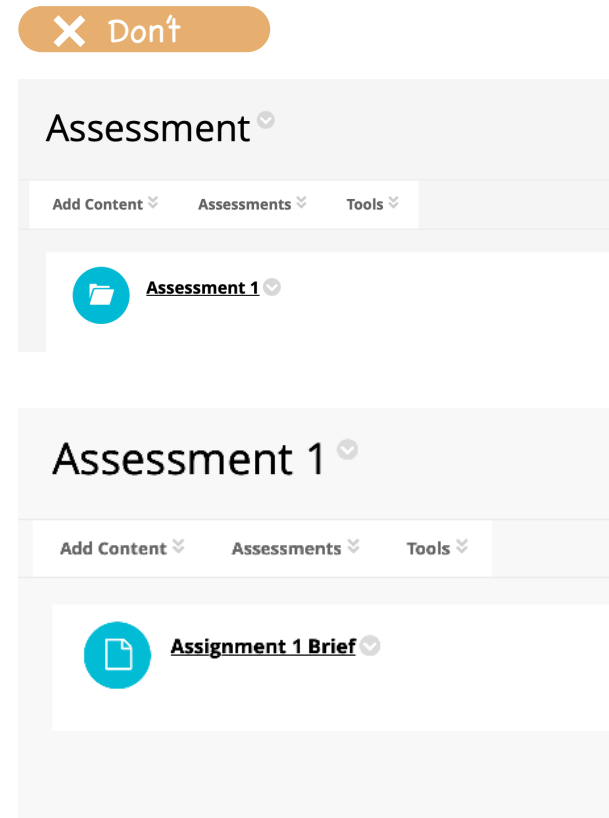 Don't
Assessment
Add Content Assessments Tools
Assessment 1
Assessment 1
Add Content Assessments Tools
Assignment 1 Brief